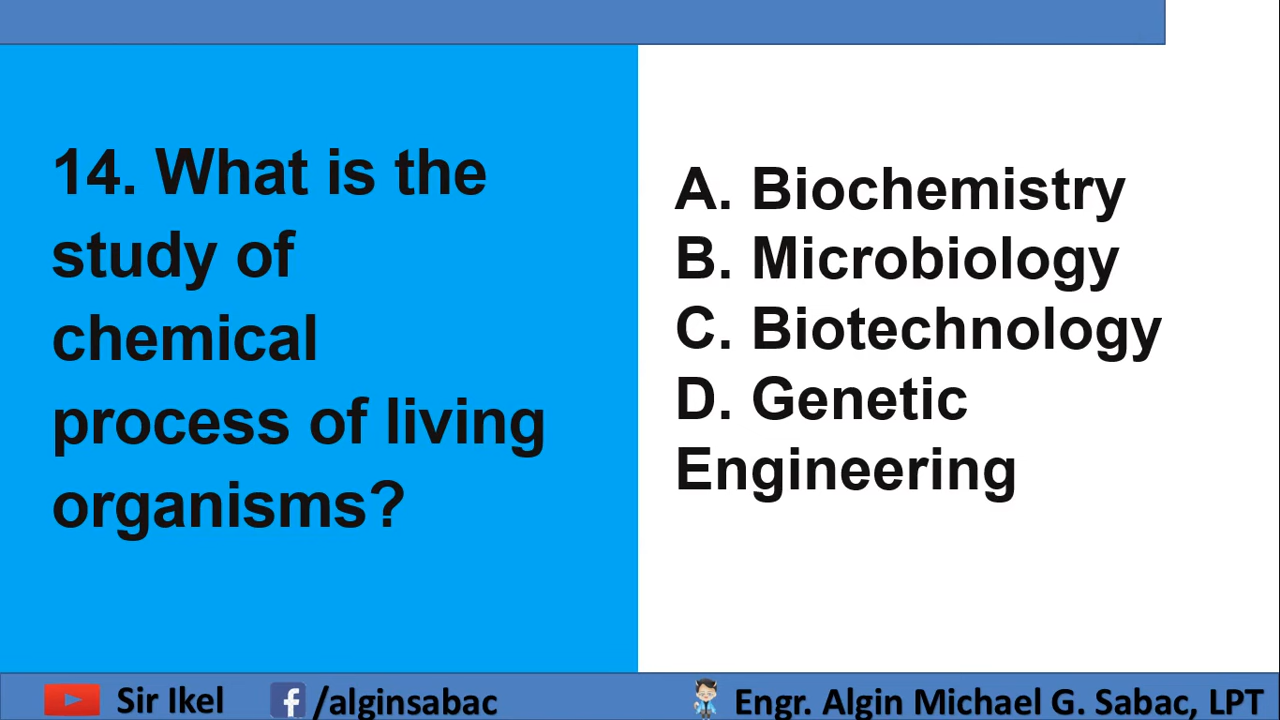 14. What is the
study of
chemical
process of living
organisms?
A. Biochemistry
B. Microbiology
C. Biotechnology
D. Genetic
Engineering
Sir Ikel
/alginsabac
Engr. Algin Michael G. Sabac, LPT